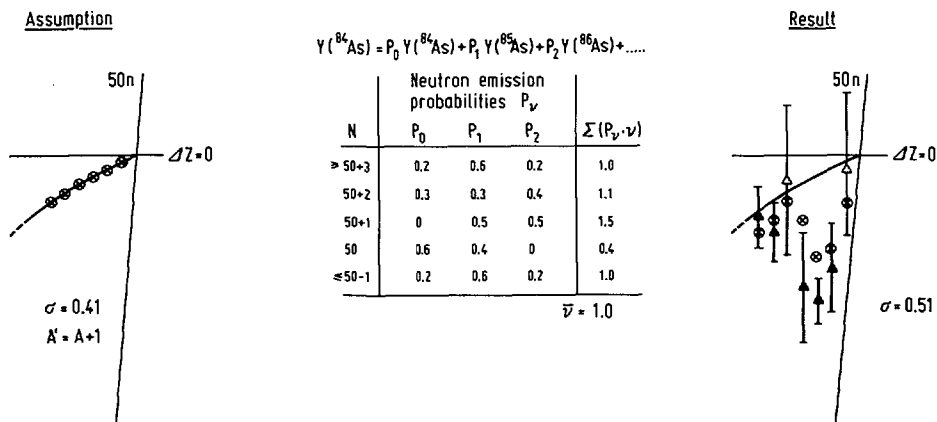 Assumption
50n
ΔZ=0
σ = 0.41
A' = A+1
Y(⁸⁴As) = P₀ Y(⁸⁴As) + P₁ Y(⁸⁵As) + P₂ Y(⁸⁶As) + .....
Neutron emission
probabilities Pν
N P₀ P₁ P₂ Σ(Pν·ν)
≥ 50+3 0.2 0.6 0.2 1.0
50+2 0.3 0.3 0.4 1.1
50+1 0 0.5 0.5 1.5
50 0.6 0.4 0 0.4
≤ 50-1 0.2 0.6 0.2 1.0
ν̄ = 1.0
Result
50n
ΔZ=0
σ = 0.51